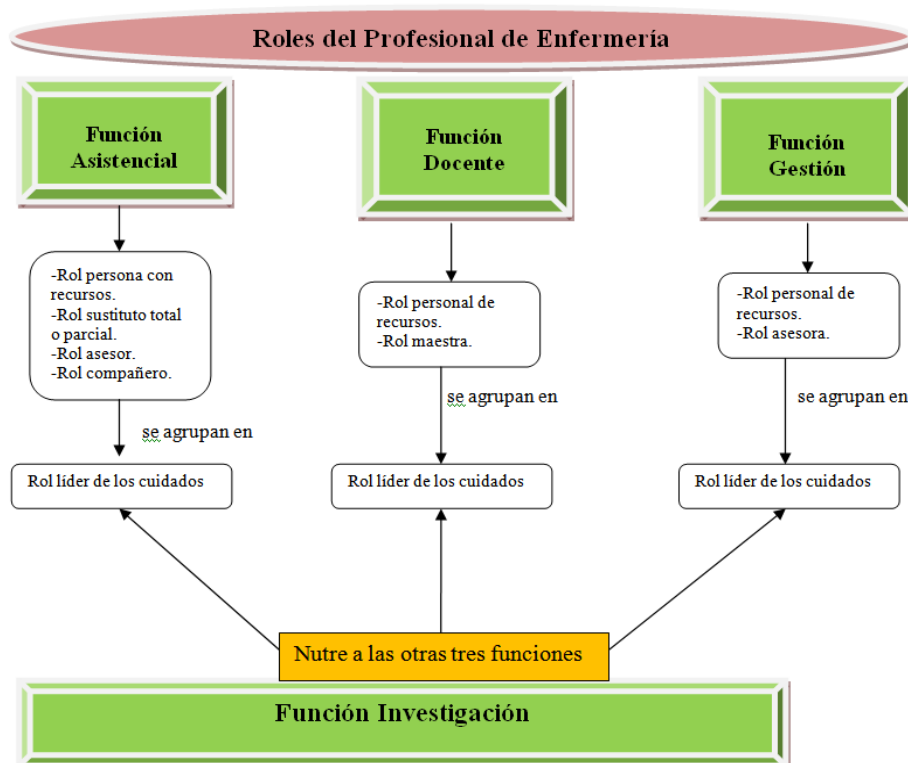 Roles del Profesional de Enfermería
Función
Asistencial
Función
Docente
Función
Gestión
-Rol persona con
recursos.
-Rol sustituto total
o parcial.
-Rol asesor.
-Rol compañero.
-Rol personal de
recursos.
-Rol maestra.
-Rol personal de
recursos.
-Rol asesora.
se agrupan en
se agrupan en
se agrupan en
Rol líder de los cuidados
Rol líder de los cuidados
Rol líder de los cuidados
Nutre a las otras tres funciones
Función Investigación